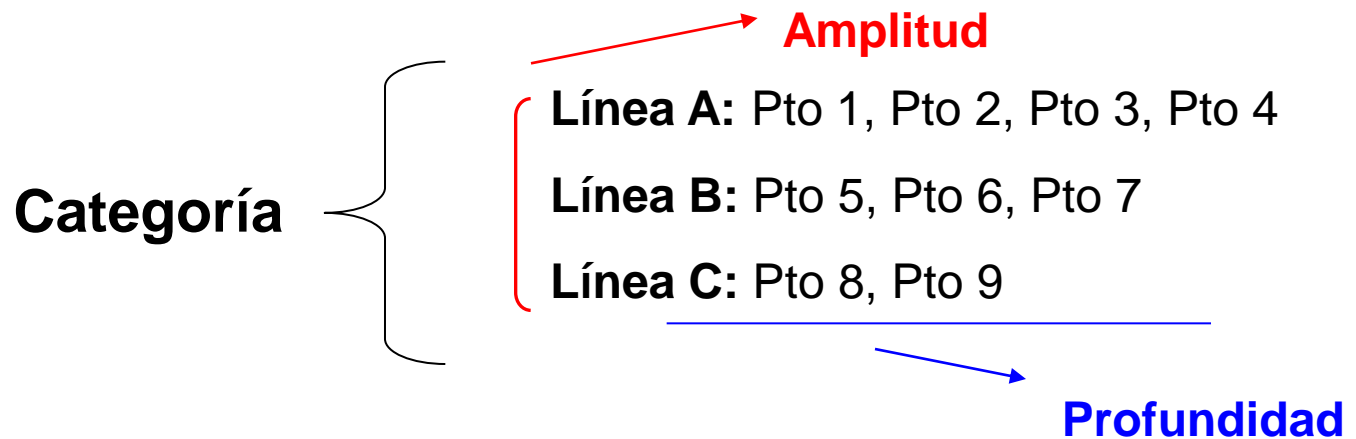 Amplitud
Línea A: Pto 1, Pto 2, Pto 3, Pto 4
Categoría
Línea B: Pto 5, Pto 6, Pto 7
Línea C: Pto 8, Pto 9
Profundidad